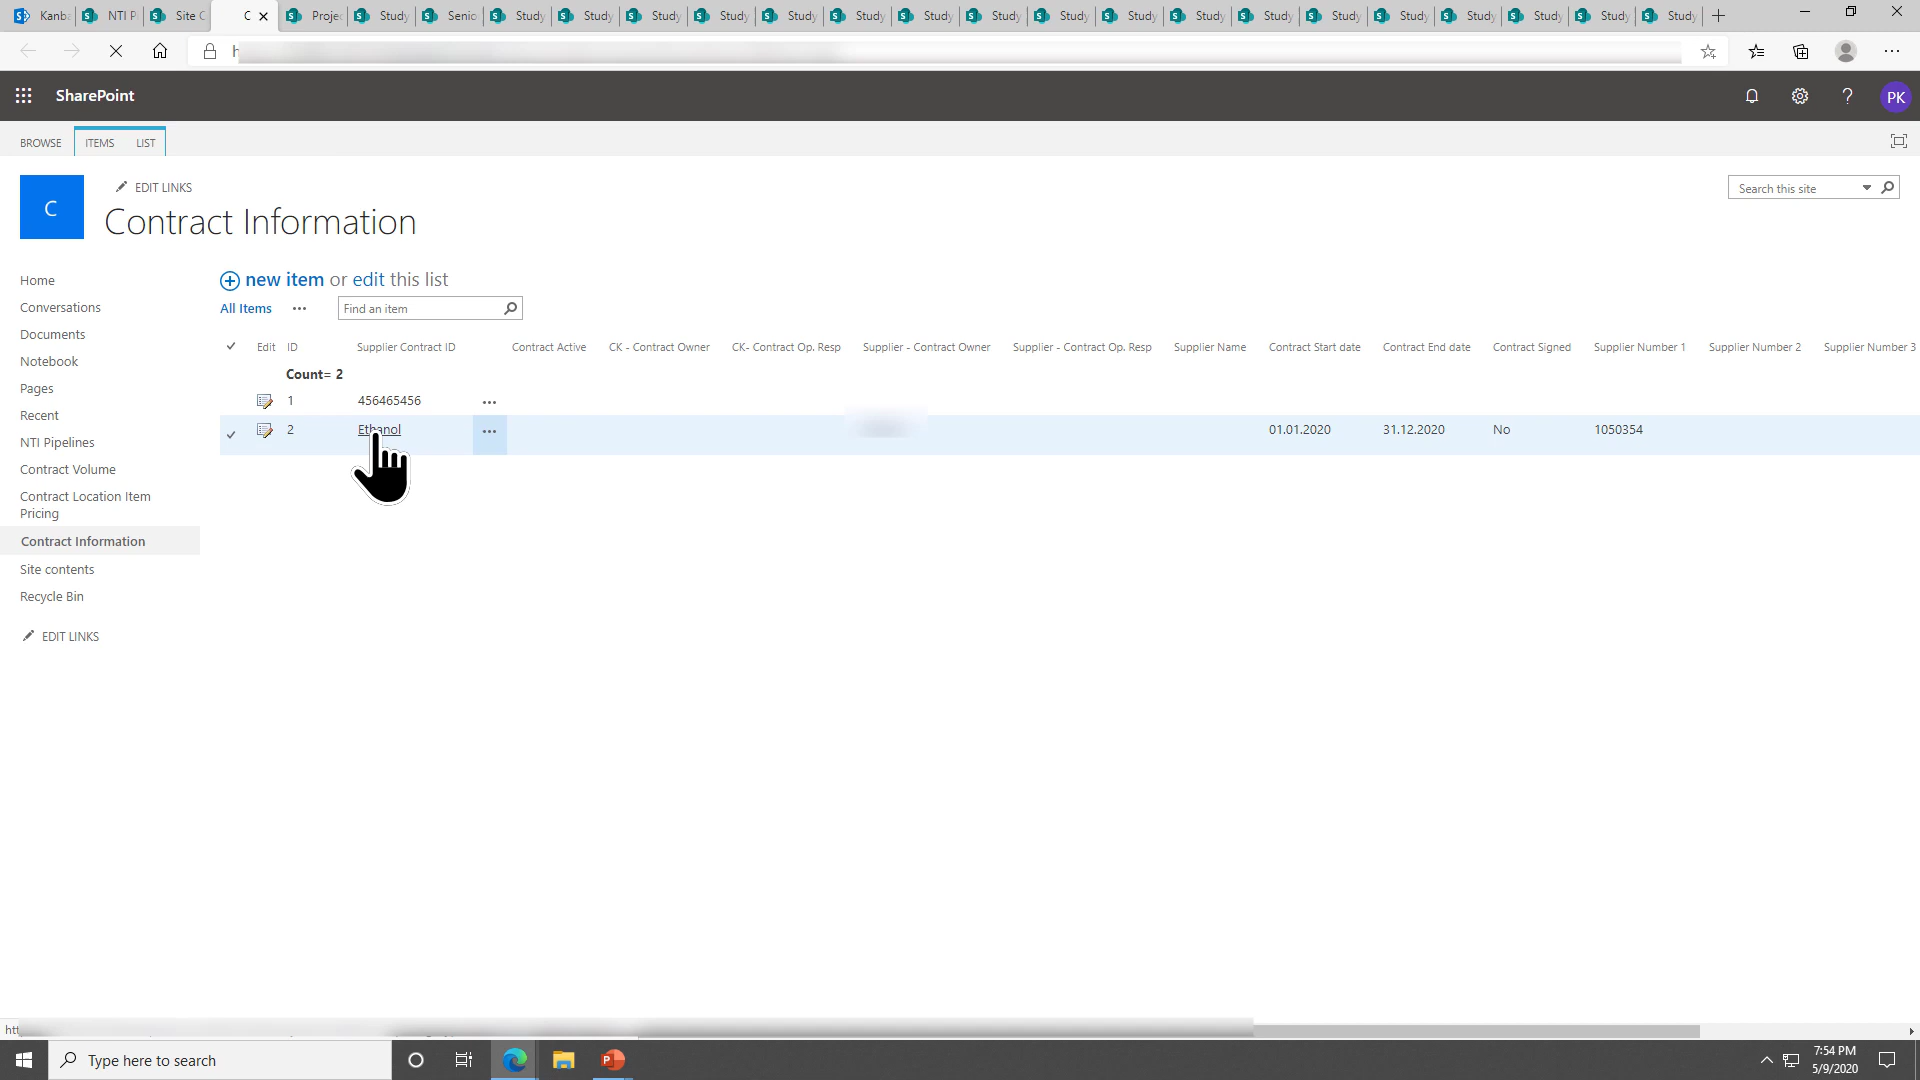 Kanba NTI P Site C C Projec Study Senio Study Study Study Study Study Study Study Study Study Study Study Study Study Study Study Study Study Study
h
SharePoint
PK
BROWSE ITEMS LIST
EDIT LINKS
Search this site
C
Contract Information
Home
Conversations
Documents
Notebook
Pages
Recent
NTI Pipelines
Contract Volume
Contract Location Item
Pricing
Contract Information
Site contents
Recycle Bin
EDIT LINKS
new item or edit this list
All Items ··· Find an item
Edit ID Supplier Contract ID Contract Active CK - Contract Owner CK- Contract Op. Resp Supplier - Contract Owner Supplier - Contract Op. Resp Supplier Name Contract Start date Contract End date Contract Signed Supplier Number 1 Supplier Number 2 Supplier Number 3
Count= 2
1 456465456 ···
2 Ethanol ··· 01.01.2020 31.12.2020 No 1050354
htt
Type here to search
7:54 PM
5/9/2020